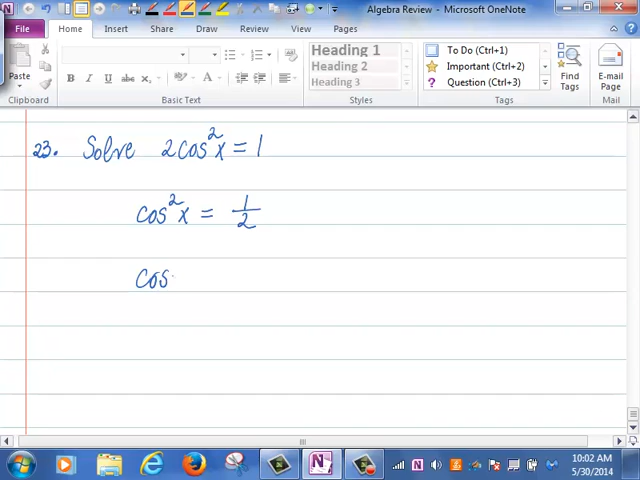 Algebra Review - Microsoft OneNote
File Home Insert Share Draw Review View
Paste
B I U abc x₂ A
Clipboard
Basic Text
Heading 1
Heading 2
Heading 3
Styles
To Do (Ctrl+1)
Important (Ctrl+2)
? Question (Ctrl+3)
Tags
Find Tags
E-mail Page
E-mail
23. Solve 2cos²x = 1
cos²x = 1/2
cos
10:02 AM
5/30/2014